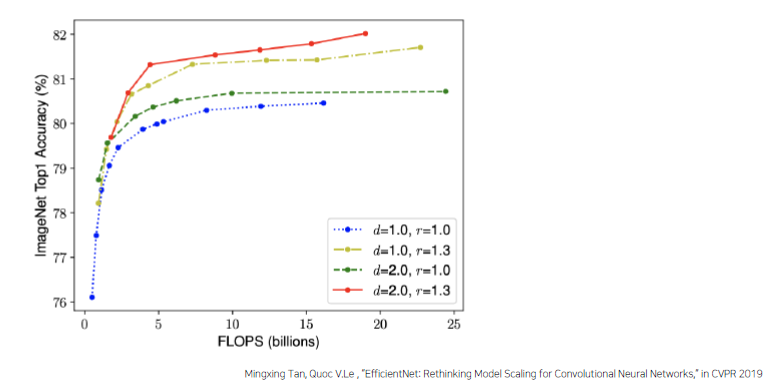 ImageNet Top1 Accuracy (%)
82
81
80
79
78
77
76
d=1.0, r=1.0
d=1.0, r=1.3
d=2.0, r=1.0
d=2.0, r=1.3
0 5 10 15 20 25
FLOPS (billions)
Mingxing Tan, Quoc V.Le , "EfficientNet: Rethinking Model Scaling for Convolutional Neural Networks," in CVPR 2019